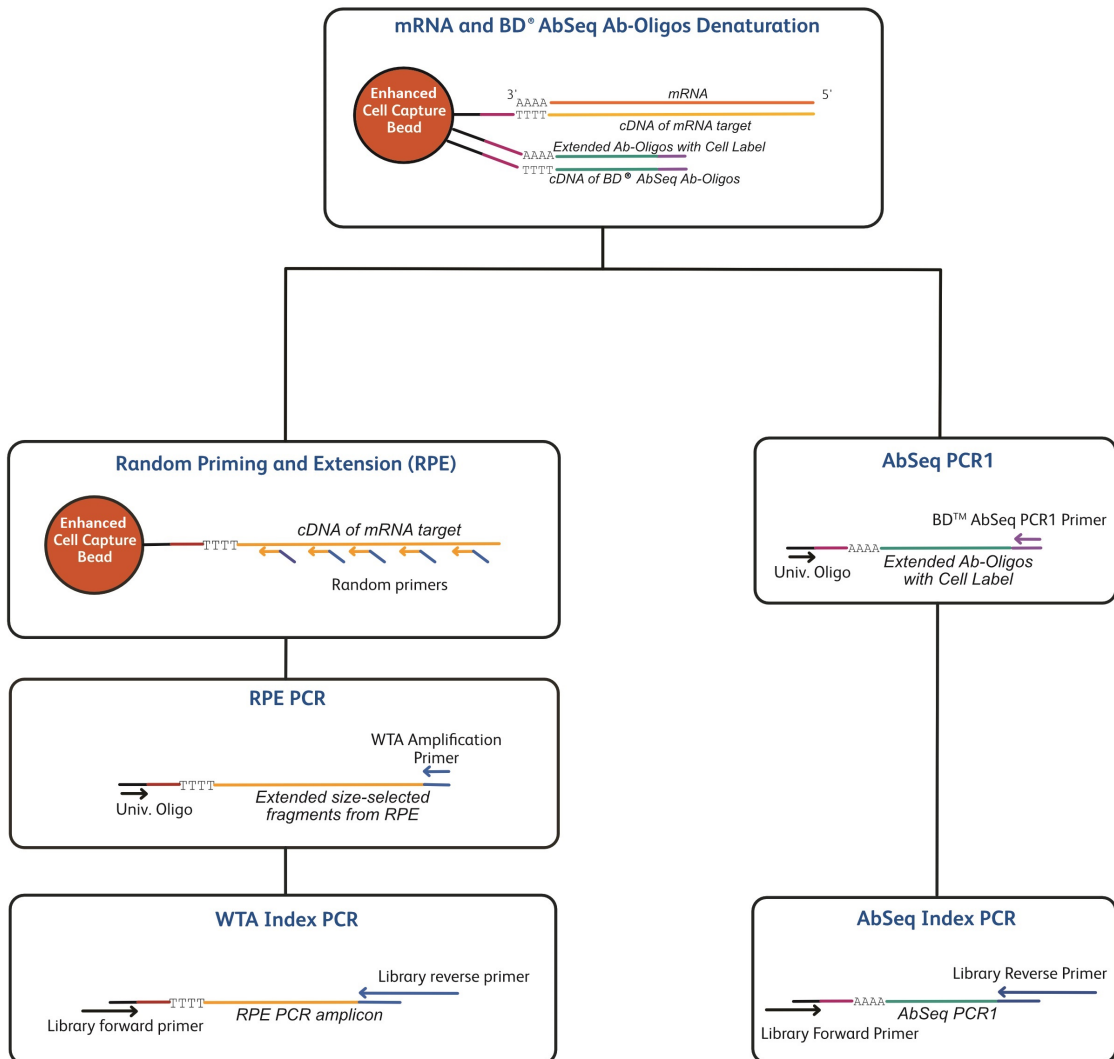 mRNA and BD® AbSeq Ab-Oligos Denaturation
Enhanced
Cell Capture
Bead
3'
AAAA
mRNA
5'
TTTT
cDNA of mRNA target
Extended Ab-Oligos with Cell Label
AAAA
TTTT
cDNA of BD® AbSeq Ab-Oligos
Random Priming and Extension (RPE)
Enhanced
Cell Capture
Bead
TTTT
cDNA of mRNA target
Random primers
AbSeq PCR1
BD™ AbSeq PCR1 Primer
AAAA
Univ. Oligo
Extended Ab-Oligos
with Cell Label
RPE PCR
WTA Amplification
Primer
TTTT
Univ. Oligo
Extended size-selected
fragments from RPE
WTA Index PCR
Library reverse primer
TTTT
Library forward primer
RPE PCR amplicon
AbSeq Index PCR
Library Reverse Primer
AAAA
Library Forward Primer
AbSeq PCR1